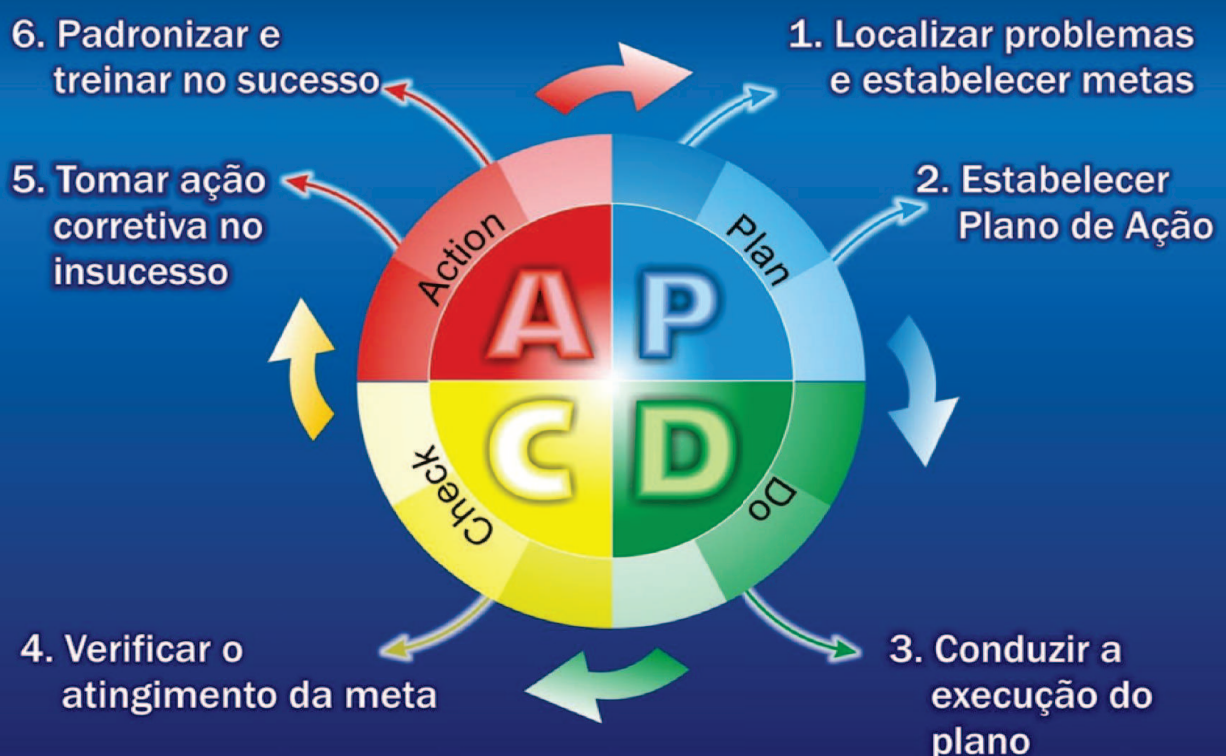 6. Padronizar e
treinar no sucesso
1. Localizar problemas
e estabelecer metas
5. Tomar ação
corretiva no
insucesso
2. Estabelecer
Plano de Ação
Action
Plan
A
P
C
D
Check
Do
4. Verificar o
atingimento da meta
3. Conduzir a
execução do
plano